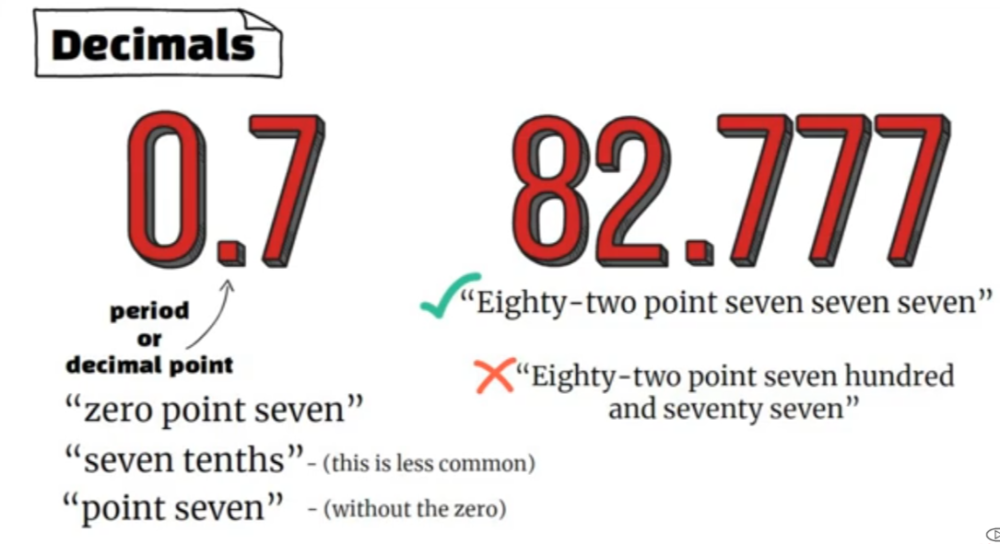 Decimals
0.7
period
or
decimal point
“zero point seven”
“seven tenths” - (this is less common)
“point seven” - (without the zero)
82.777
“Eighty-two point seven seven seven”
“Eighty-two point seven hundred
and seventy seven”